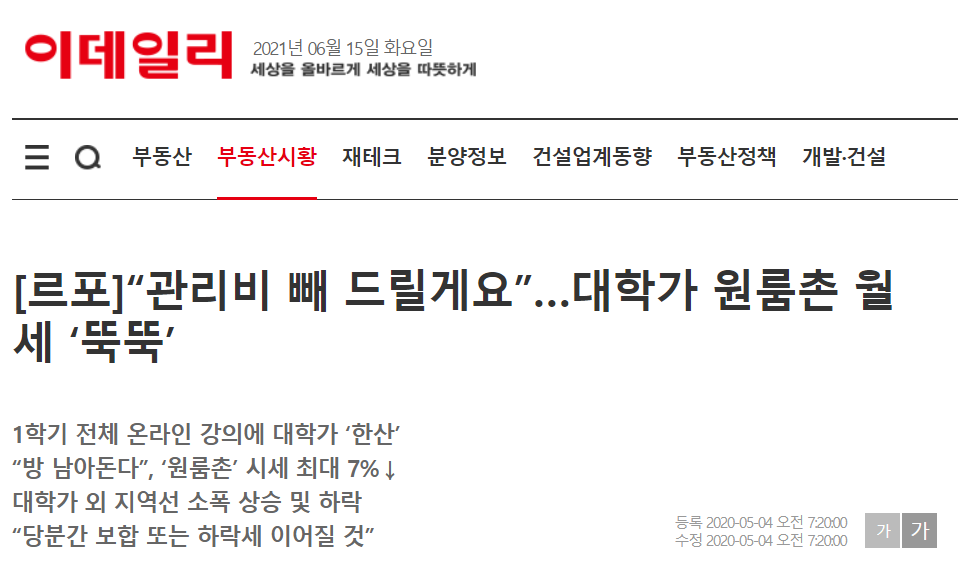 이데일리
2021년 06월 15일 화요일
세상을 올바르게 세상을 따뜻하게
부동산 부동산시황 재테크 분양정보 건설업계동향 부동산정책 개발·건설
[르포]“관리비 빼 드릴게요”…대학가 원룸촌 월
세 ‘뚝뚝’
1학기 전체 온라인 강의에 대학가 ‘한산’
“방 남아돈다”, ‘원룸촌’ 시세 최대 7%↓
대학가 외 지역선 소폭 상승 및 하락
“당분간 보합 또는 하락세 이어질 것”
등록 2020-05-04 오전 7:20:00
수정 2020-05-04 오전 7:20:00
가 가